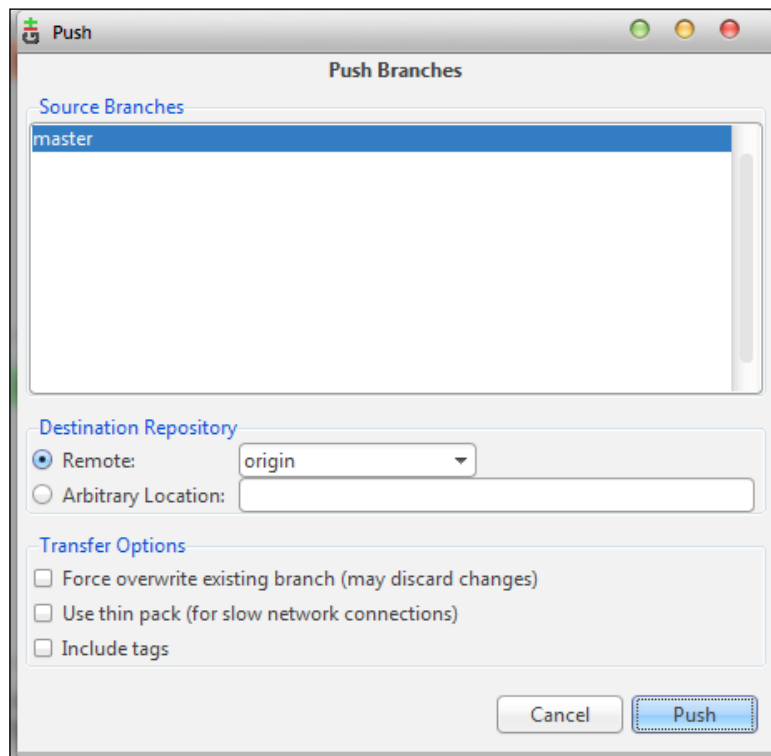 Push
Push Branches
Source Branches
master
Destination Repository
Remote: origin
Arbitrary Location:
Transfer Options
Force overwrite existing branch (may discard changes)
Use thin pack (for slow network connections)
Include tags
Cancel Push